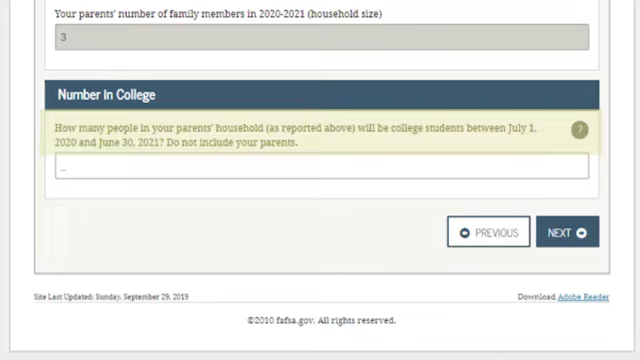 Your parents' number of family members in 2020-2021 (household size)
3
Number in College
How many people in your parents' household (as reported above) will be college students between July 1,
?
2020 and June 30, 2021? Do not include your parents.
PREVIOUS
NEXT
Site Last Updated: Sunday, September 29, 2019
Download Adobe Reader
©2010 fafsa.gov. All rights reserved.